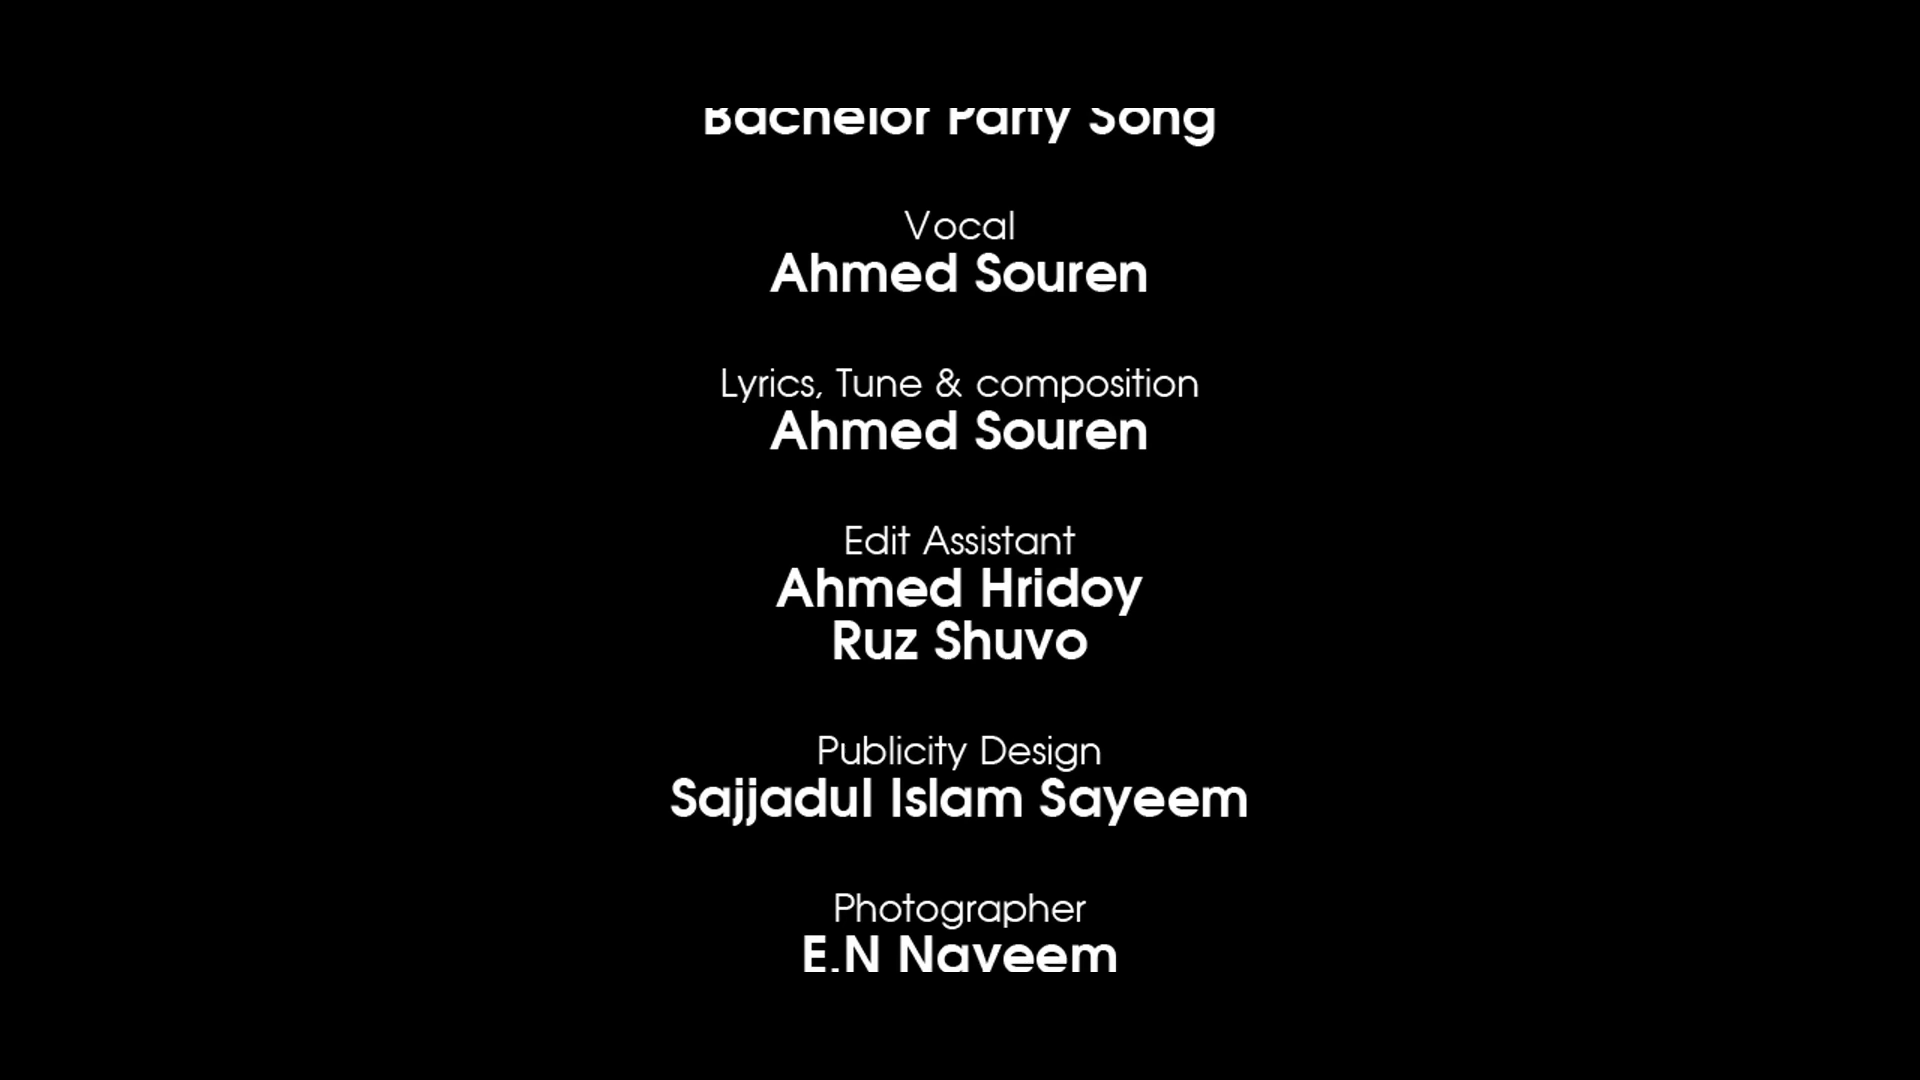 Bachelor Party Song
Vocal
Ahmed Souren
Lyrics, Tune & composition
Ahmed Souren
Edit Assistant
Ahmed Hridoy
Ruz Shuvo
Publicity Design
Sajjadul Islam Sayeem
Photographer
E.N Naveem